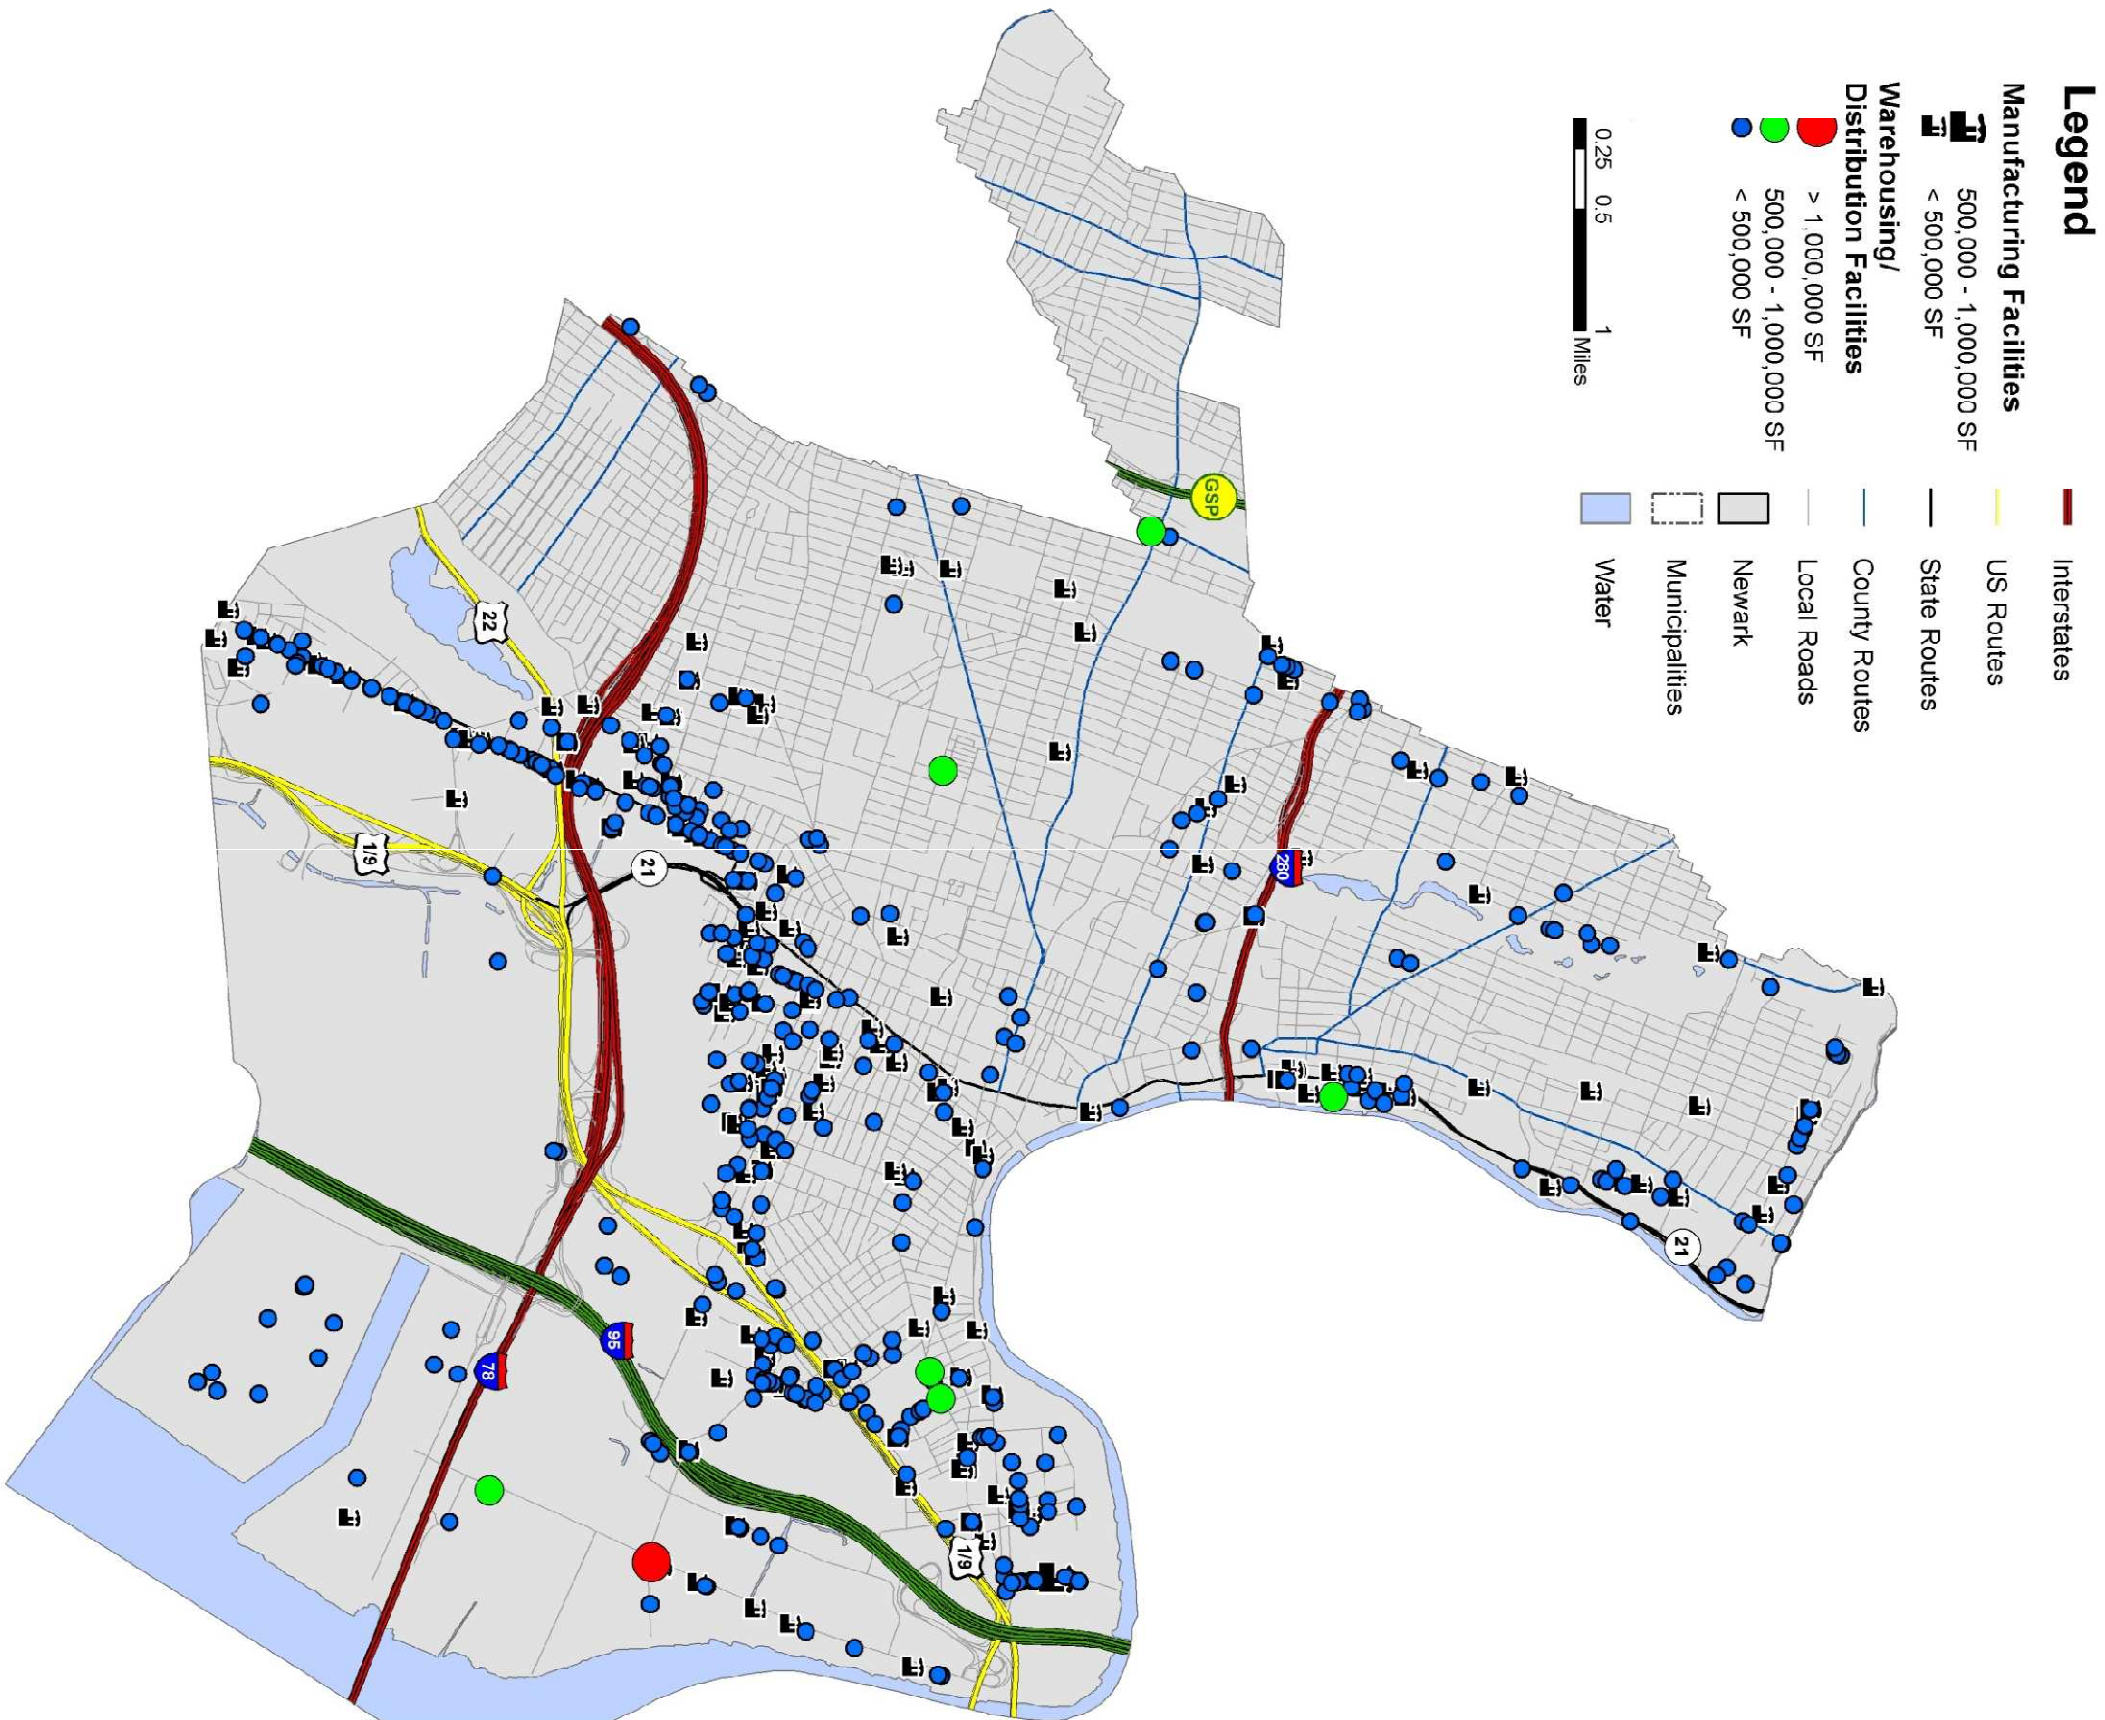 Legend
Manufacturing Facilities
500,000 - 1,000,000 SF
< 500,000 SF
Warehousing/
Distribution Facilities
> 1,000,000 SF
500,000 - 1,000,000 SF
< 500,000 SF
0.25 0.5 1
Miles
Interstates
US Routes
State Routes
County Routes
Local Roads
Newark
Municipalities
Water
GSP
280
22
21
1/9
21
95
78
1/9